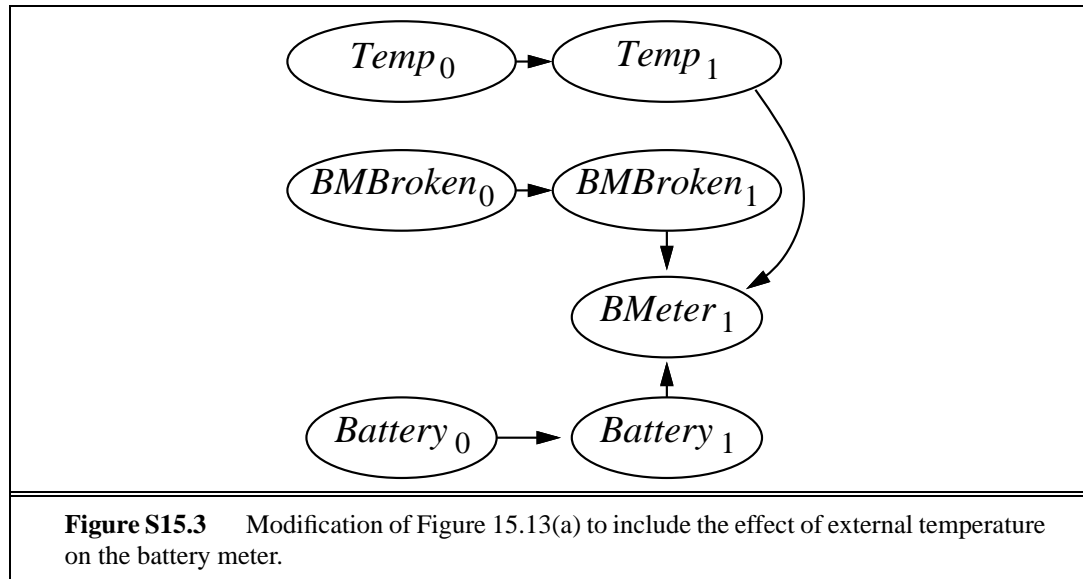 Temp0 Temp1
BMBroken0 BMBroken1
BMeter1
Battery0 Battery1
Figure S15.3 Modification of Figure 15.13(a) to include the effect of external temperature
on the battery meter.